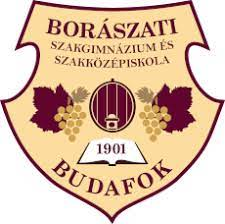 BORÁSZATI
SZAKGIMNÁZIUM ÉS
SZAKKÖZÉPISKOLA
1901
BUDAFOK